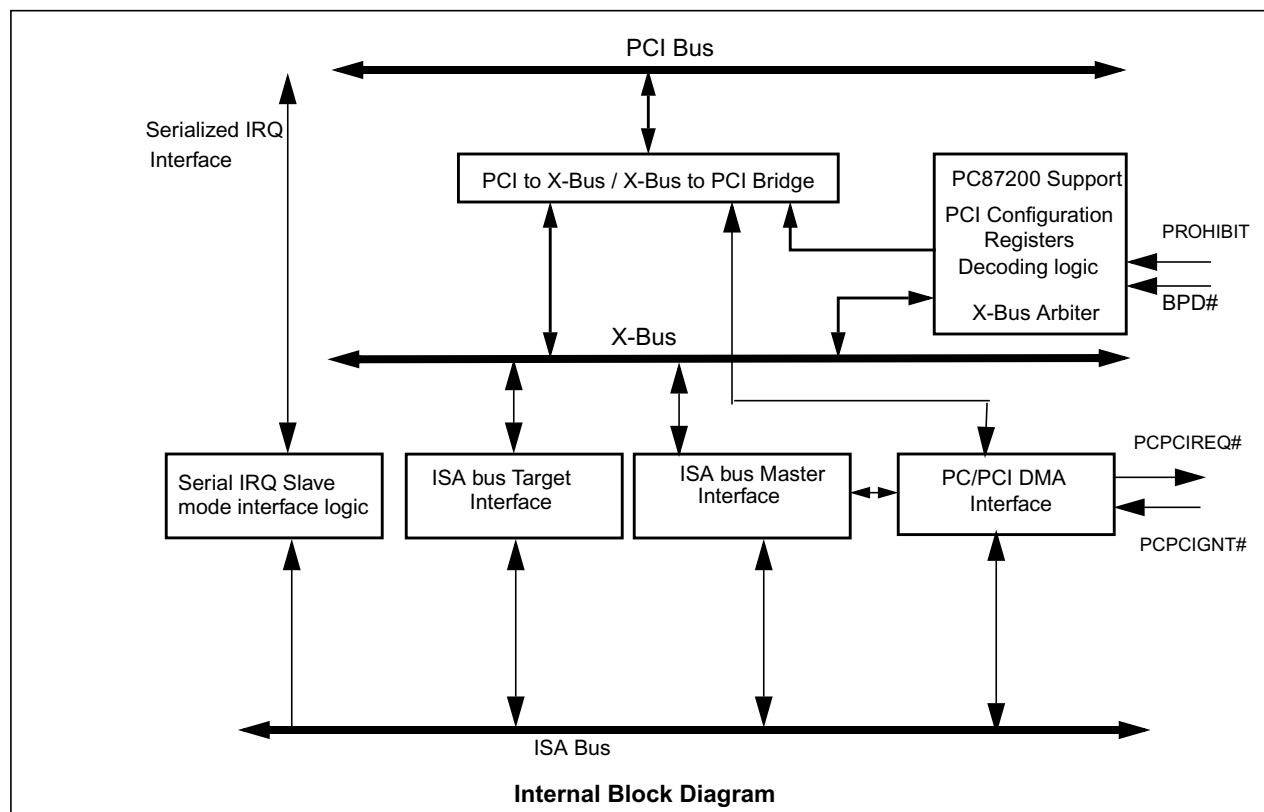 PCI Bus
Serialized IRQ
Interface
PCI to X-Bus / X-Bus to PCI Bridge
PC87200 Support
PCI Configuration
Registers
Decoding logic
X-Bus Arbiter
PROHIBIT
BPD#
X-Bus
Serial IRQ Slave
mode interface logic
ISA bus Target
Interface
ISA bus Master
Interface
PC/PCI DMA
Interface
PCPCIREQ#
PCPCIGNT#
ISA Bus
Internal Block Diagram